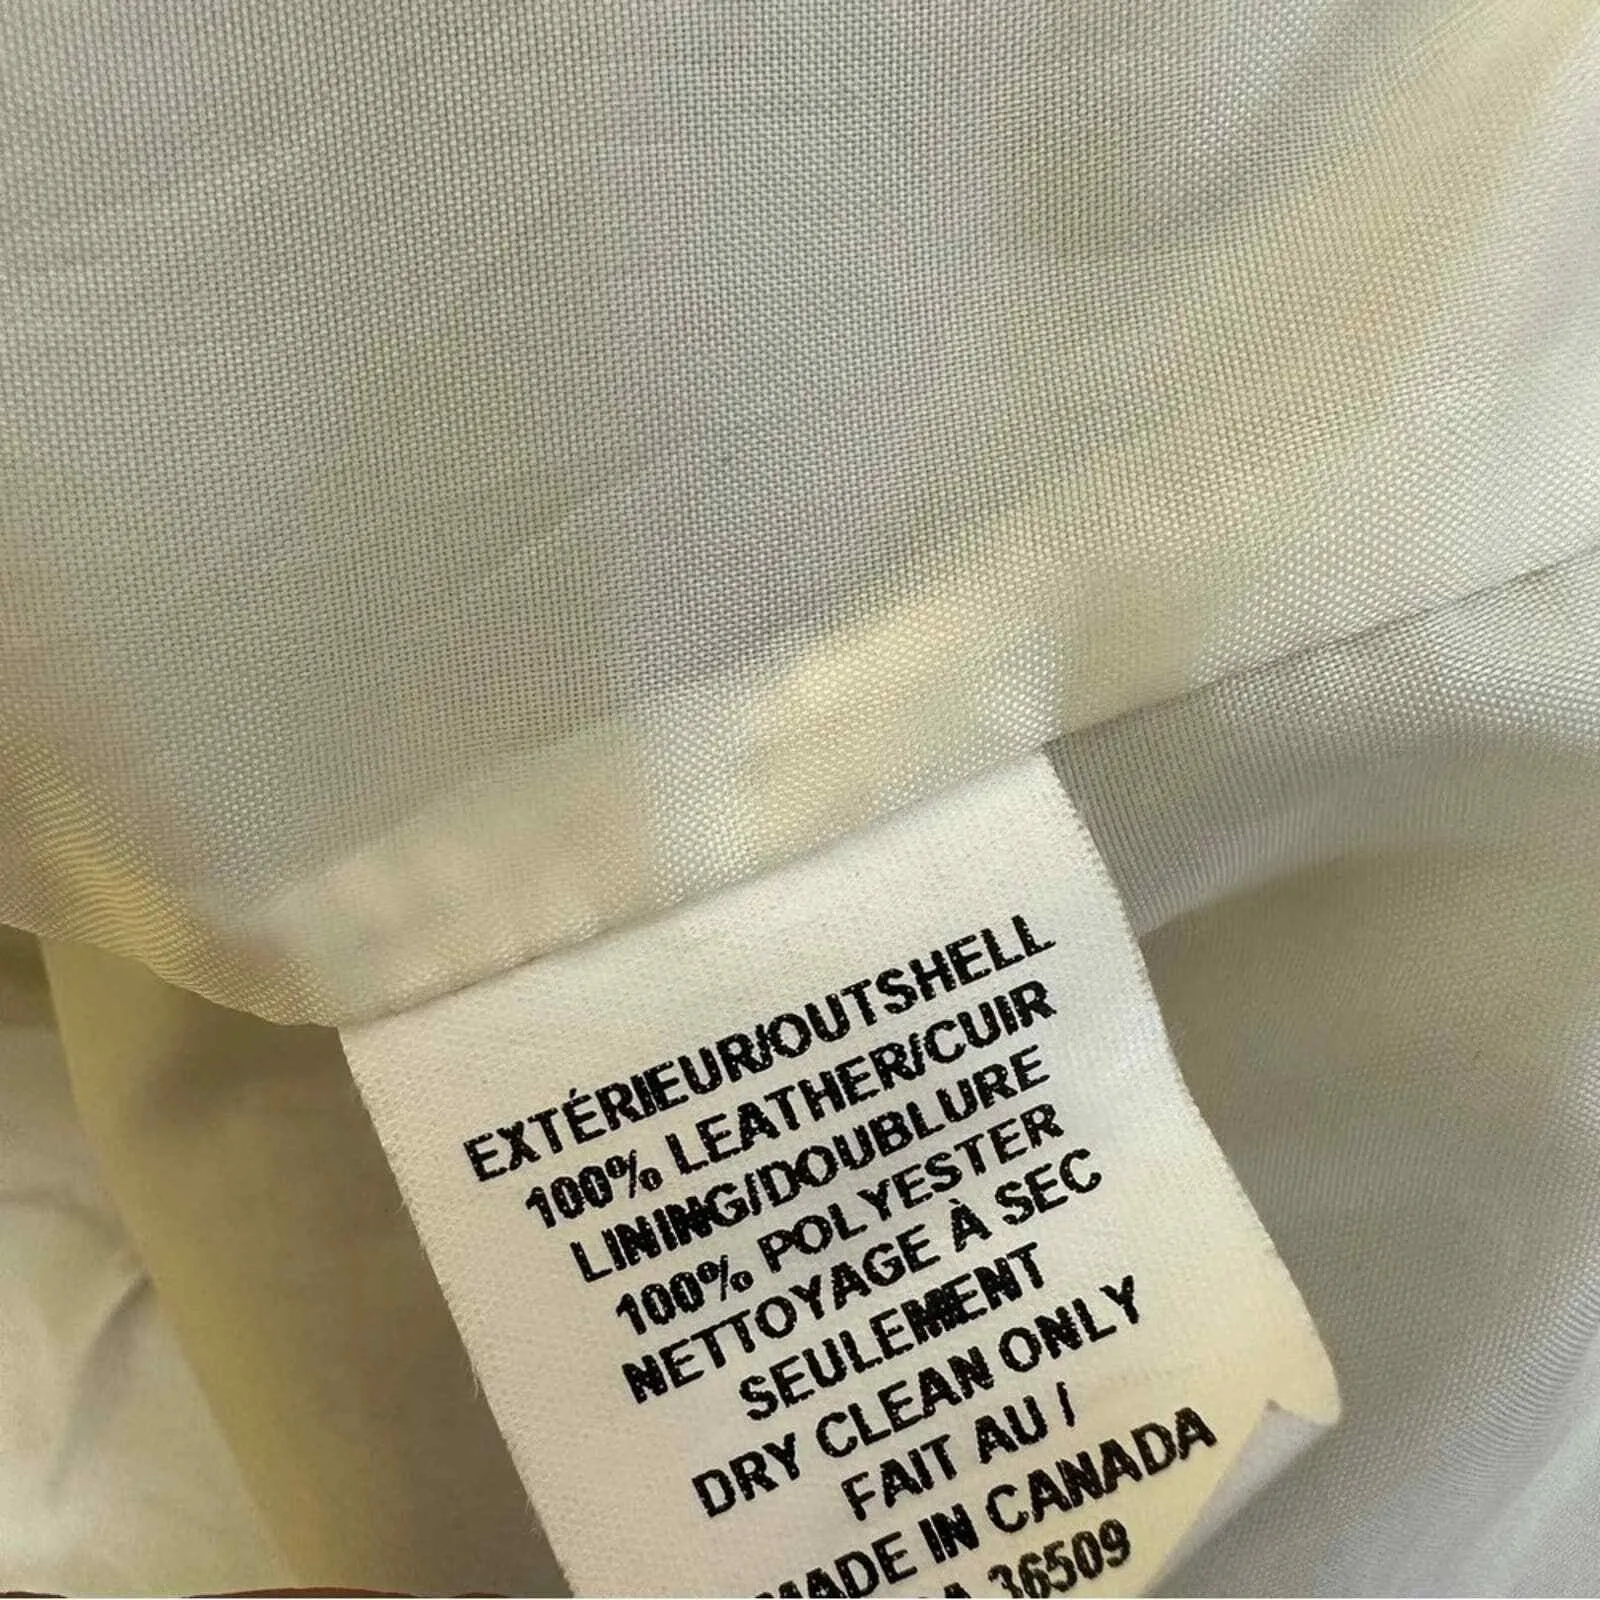 EXTÉRIEUR/OUTSHELL
100% LEATHER/CUIR
LINING/DOUBLURE
100% POLYESTER
NETTOYAGE À SEC
SEULEMENT
DRY CLEAN ONLY
FAIT AU /
MADE IN CANADA
36509